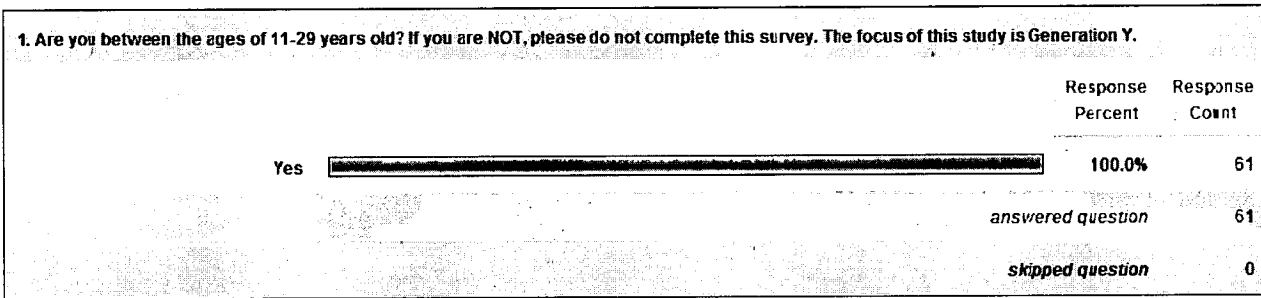 1. Are you between the ages of 11-29 years old? If you are NOT, please do not complete this survey. The focus of this study is Generation Y.
Response Percent Response Count
Yes 100.0% 61
answered question 61
skipped question 0